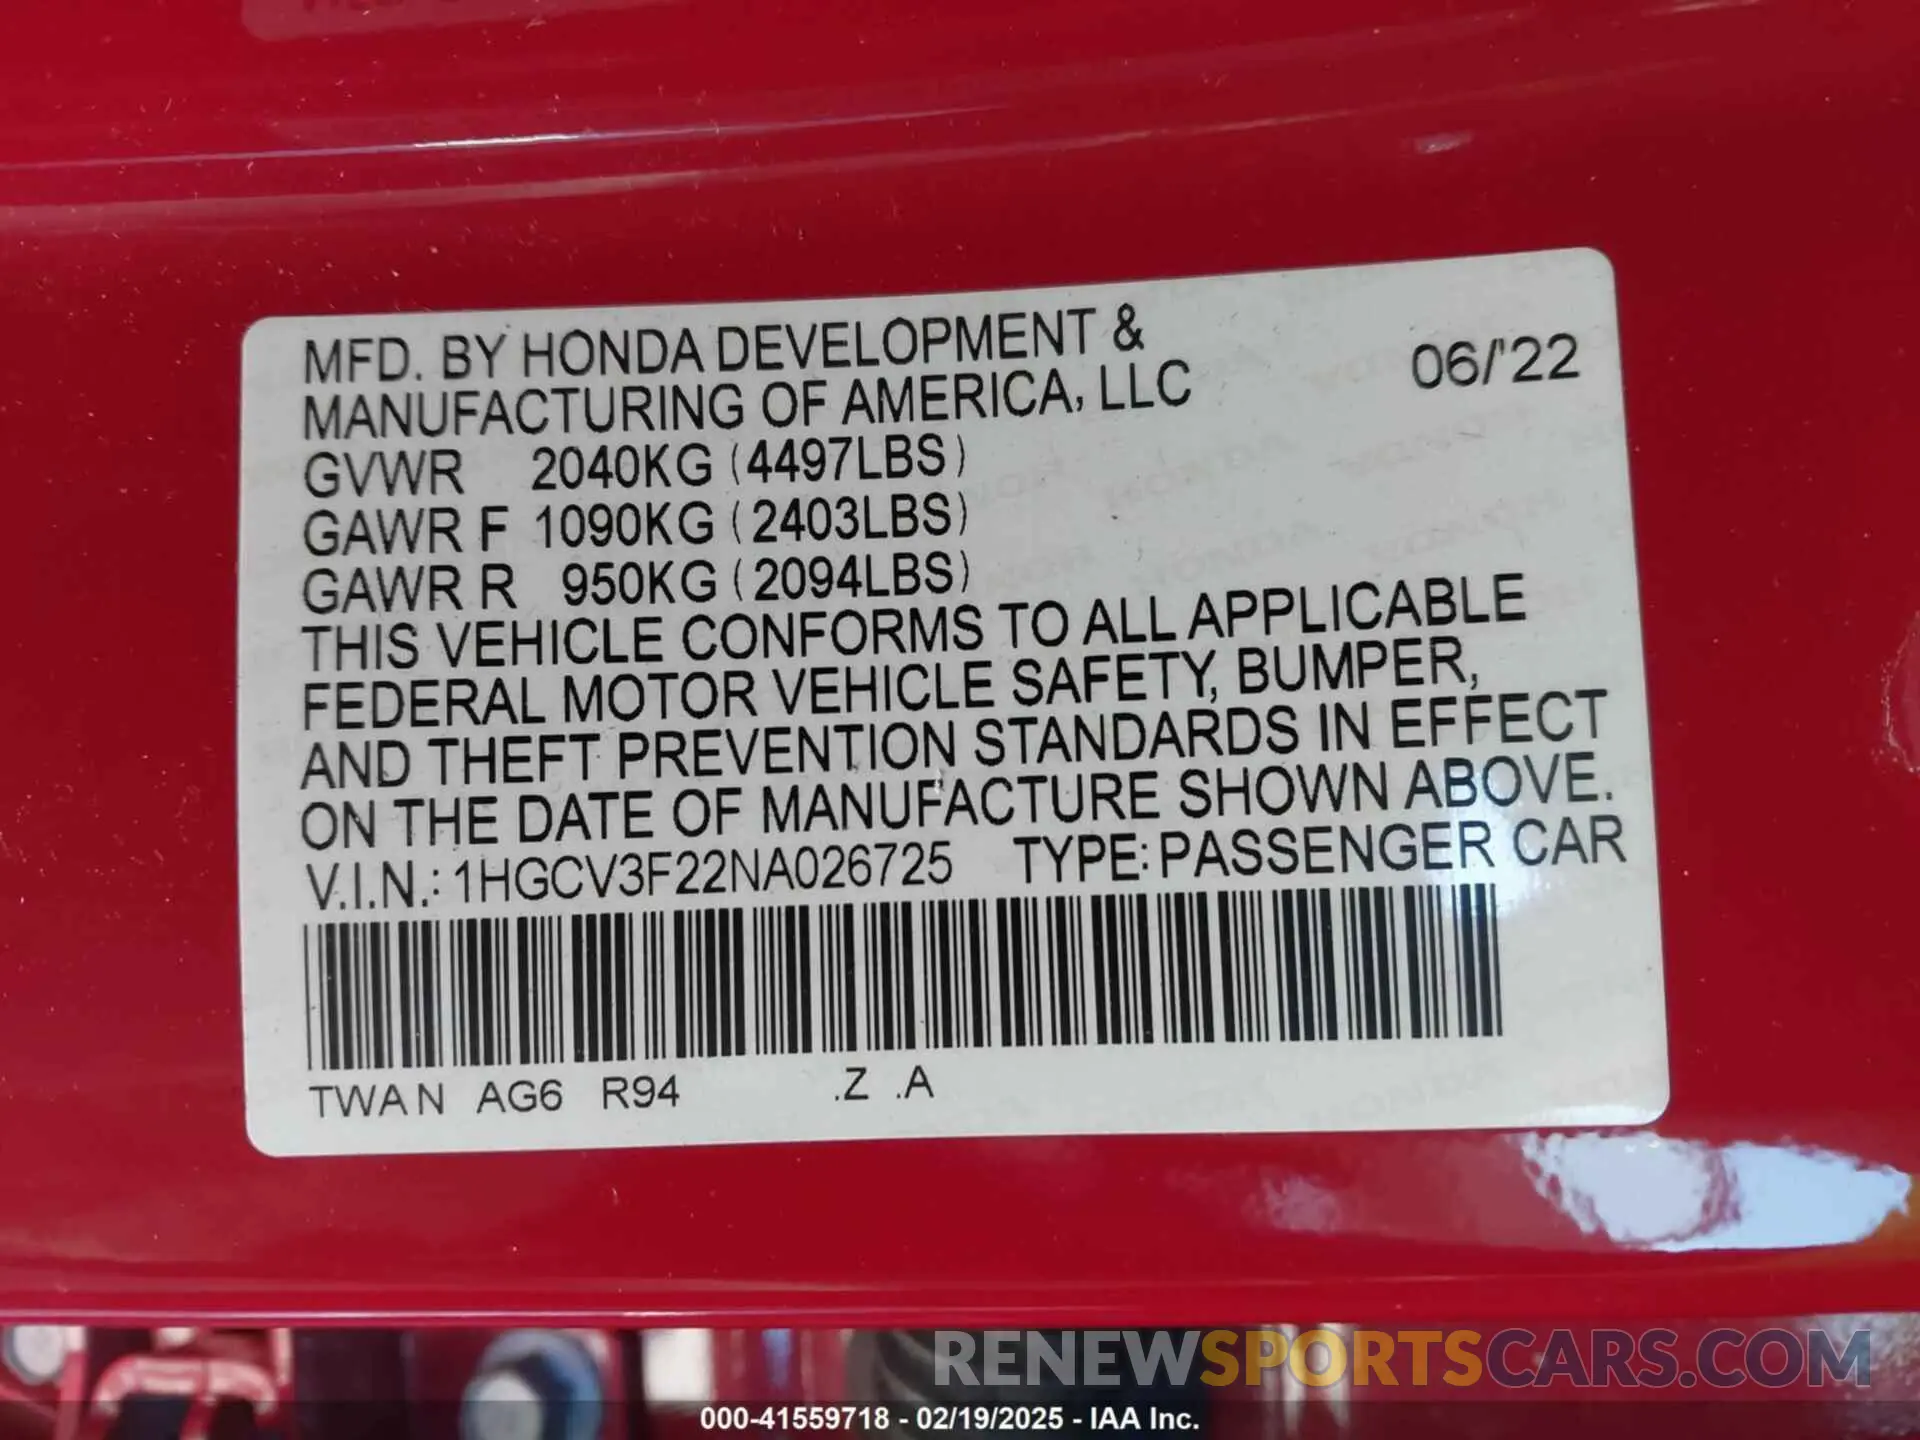 MFD. BY HONDA DEVELOPMENT &
MANUFACTURING OF AMERICA, LLC 06/'22
GVWR 2040KG (4497LBS)
GAWR F 1090KG (2403LBS)
GAWR R 950KG (2094LBS)
THIS VEHICLE CONFORMS TO ALL APPLICABLE
FEDERAL MOTOR VEHICLE SAFETY, BUMPER,
AND THEFT PREVENTION STANDARDS IN EFFECT
ON THE DATE OF MANUFACTURE SHOWN ABOVE.
V.I.N.: 1HGCV3F22NA026725 TYPE: PASSENGER CAR
TWAN AG6 R94 .Z .A
RENEWSPORTSCARS.COM
000-41559718 - 02/19/2025 - IAA Inc.